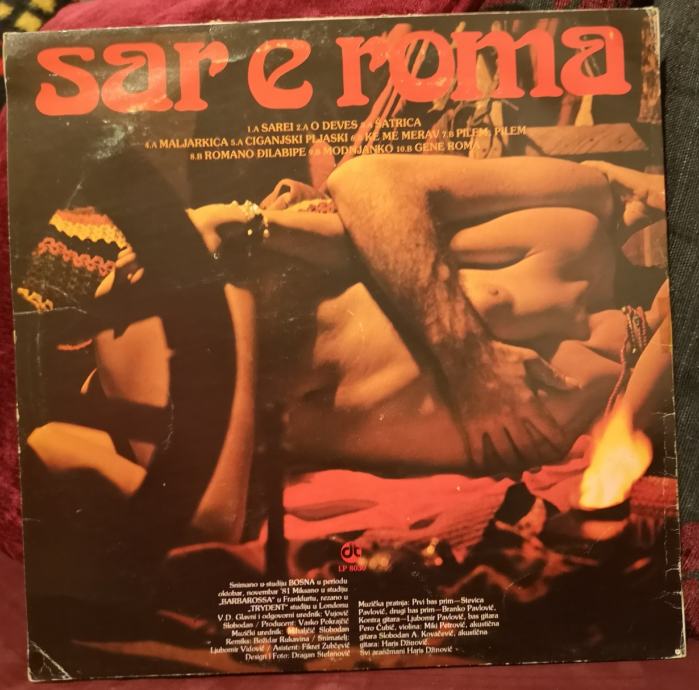 sar e roma
1.A SAREI 2.A O DEVES 3.A ŠATRICA
4.A MALJARKICA 5.A CIGANJSKI PLJASKI 6.B KE ME MERAV 7.B PILEM, PILEM
8.B ROMANO ĐILABIPE 9.B MODNJANKO 10.B GENE ROMA
dt
LP 8030
Snimano u studiju BOSNA u periodu
oktobar, novembar '81 Miksano u studiju
„BARBAROSSA" u Frankfurtu, rezano u
„TRYDENT" studiju u Londonu
V.D. Glavni i odgovorni urednik: Vujović
Slobodan / Producent: Vasko Pokrajčić
Muzički urednik: Mihaljčić Slobodan
Remiks: Božidar Rukavina / Snimatelj:
Ljubomir Vidović / Asistent: Fikret Zubčević
Design i Foto: Dragan Stefanović
Muzička pratnja: Prvi bas prim—Stevica
Pavlović, drugi bas prim—Branko Pavlović,
Kontra gitara—Ljubomir Pavlović, bas gitara
Pero Čubić, violina: Miki Petrović, akustična
gitara Slobodan A. Kovačević, akustična
gitara: Haris Džinović.
Svi aranžmani Haris Džinović